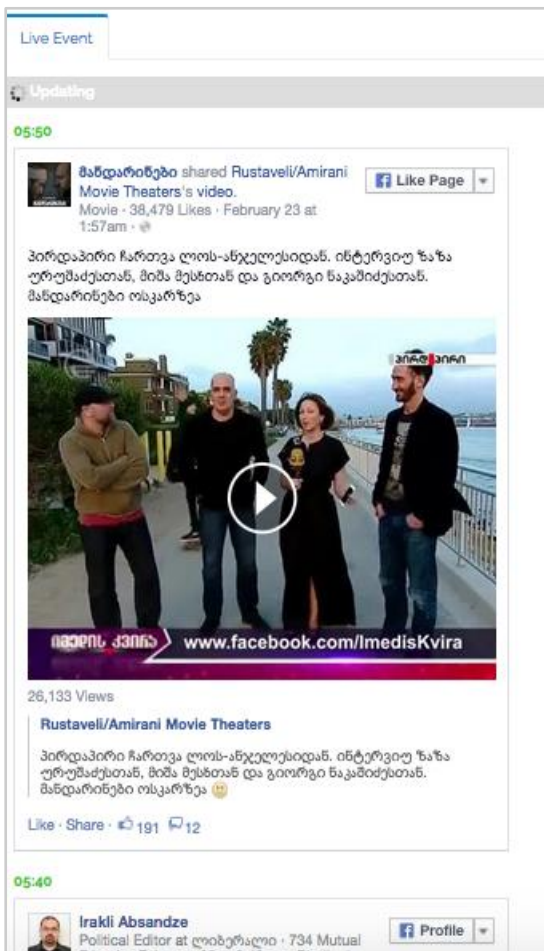 Live Event
Updating
05:50
მანდარინები shared Rustaveli/Amirani
Movie Theaters's video.
Movie · 38,479 Likes · February 23 at
1:57am ·
Like Page
პირდაპირი ჩართვა ლოს-ანჯელესიდან. ინტერვიუ ზაზა
ურუშაძესთან, მიშა მესხთან და გიორგი ნაკაშიძესთან.
მანდარინები ოსკარზეა
პირდაპირი
იმედის კვირა
www.facebook.com/ImedisKvira
26,133 Views
Rustaveli/Amirani Movie Theaters
პირდაპირი ჩართვა ლოს-ანჯელესიდან. ინტერვიუ ზაზა
ურუშაძესთან, მიშა მესხთან და გიორგი ნაკაშიძესთან.
მანდარინები ოსკარზეა
Like · Share · 191 12
05:40
Irakli Absandze
Political Editor at ლიბერალი · 734 Mutual
Profile